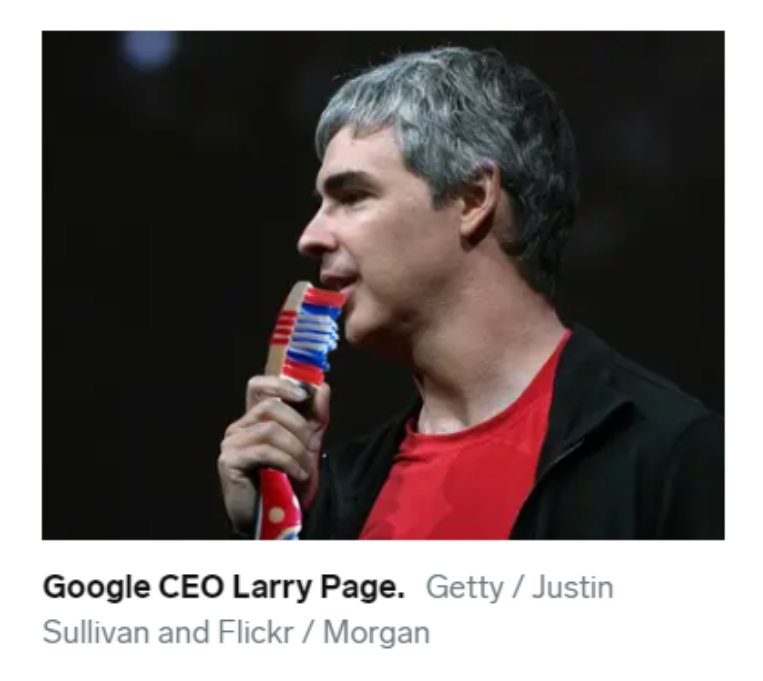 Google CEO Larry Page. Getty / Justin
Sullivan and Flickr / Morgan